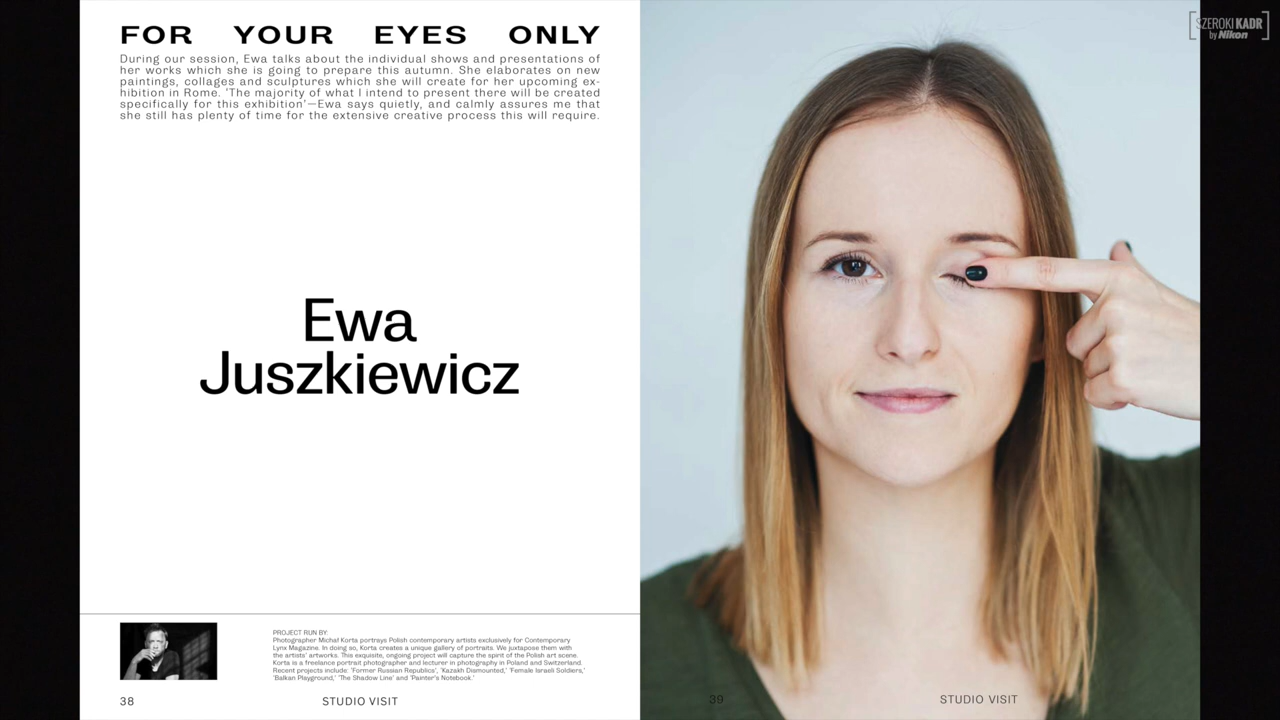 FOR YOUR EYES ONLY
During our session, Ewa talks about the individual shows and presentations of
her works which she is going to prepare this autumn. She elaborates on new
paintings, collages and sculptures which she will create for her upcoming ex-
hibition in Rome. 'The majority of what I intend to present there will be created
specifically for this exhibition'—Ewa says quietly, and calmly assures me that
she still has plenty of time for the extensive creative process this will require.
Ewa
Juszkiewicz
PROJECT RUN BY:
Photographer Michał Korta portrays Polish contemporary artists exclusively for Contemporary
Lynx Magazine. In doing so, Korta creates a unique gallery of portraits. We juxtapose them with
the artists' artworks. This exquisite, ongoing project will capture the spirit of the Polish art scene.
Korta is a freelance portrait photographer and lecturer in photography in Poland and Switzerland.
Recent projects include: 'Former Russian Republics', 'Kazakh Dismounted,' 'Female Israeli Soldiers,'
'Balkan Playground,' 'The Shadow Line' and 'Painter's Notebook.'
38
STUDIO VISIT
39
STUDIO VISIT
SZEROKI KADR
by Nikon